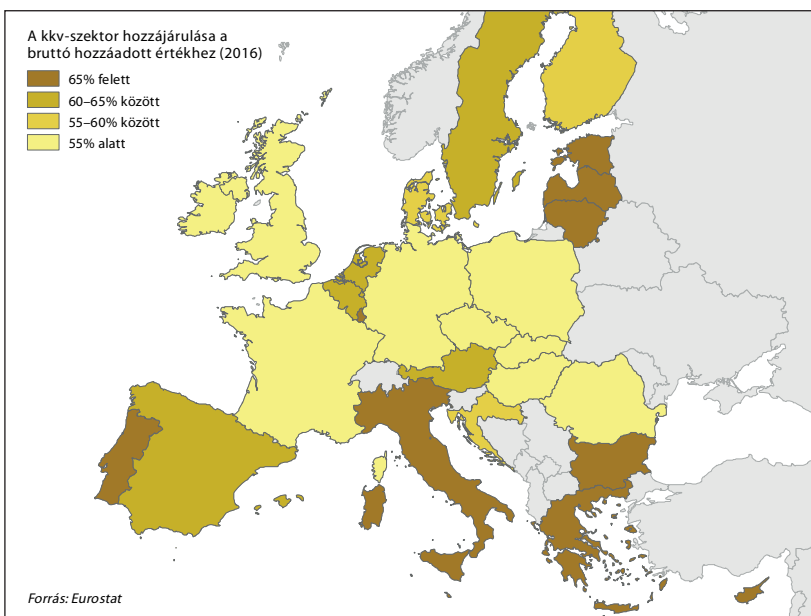 A kkv-szektor hozzájárulása a
bruttó hozzáadott értékhez (2016)
65% felett
60–65% között
55–60% között
55% alatt
Forrás: Eurostat